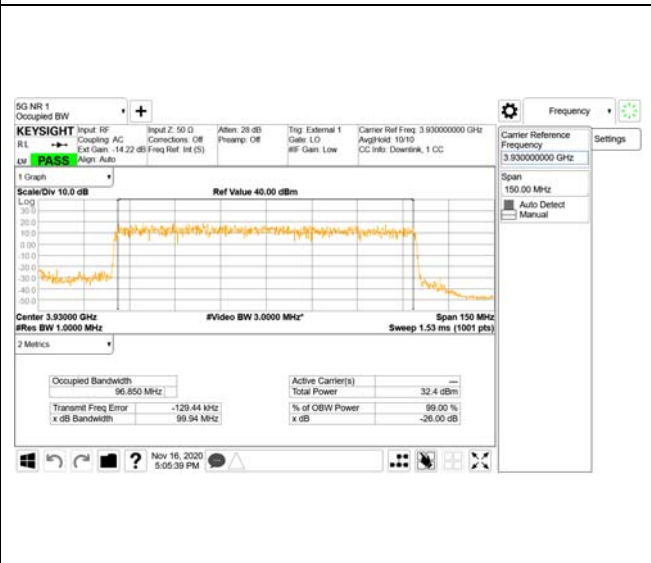 5G NR 1
Occupied BW
Frequency
KEYSIGHT
Input: RF
Input Z: 50 Ω
Atten: 28 dB
Trig: External 1
Carrier Ref Freq: 3.930000000 GHz
RL
Coupling: AC
Corrections: Off
Preamp: Off
Gate: LO
Avg|Hold: 10/10
Ext Gain: -14.22 dB
Freq Ref: Int (S)
#IF Gain: Low
CC Info: Downlink, 1 CC
PASS
Align: Auto
Carrier Reference
Frequency
3.930000000 GHz
Settings
Span
150.00 MHz
Auto Detect
Manual
1 Graph
Scale/Div 10.0 dB
Ref Value 40.00 dBm
Log
30.0
20.0
10.0
0.00
-10.0
-20.0
-30.0
-40.0
-50.0
Center 3.93000 GHz
#Video BW 3.0000 MHz*
Span 150 MHz
#Res BW 1.0000 MHz
Sweep 1.53 ms (1001 pts)
2 Metrics
Occupied Bandwidth
96.850 MHz
Active Carrier(s)
---
Total Power
32.4 dBm
Transmit Freq Error
-129.44 kHz
% of OBW Power
99.00 %
x dB Bandwidth
99.94 MHz
x dB
-26.00 dB
?
Nov 16, 2020
5:05:39 PM